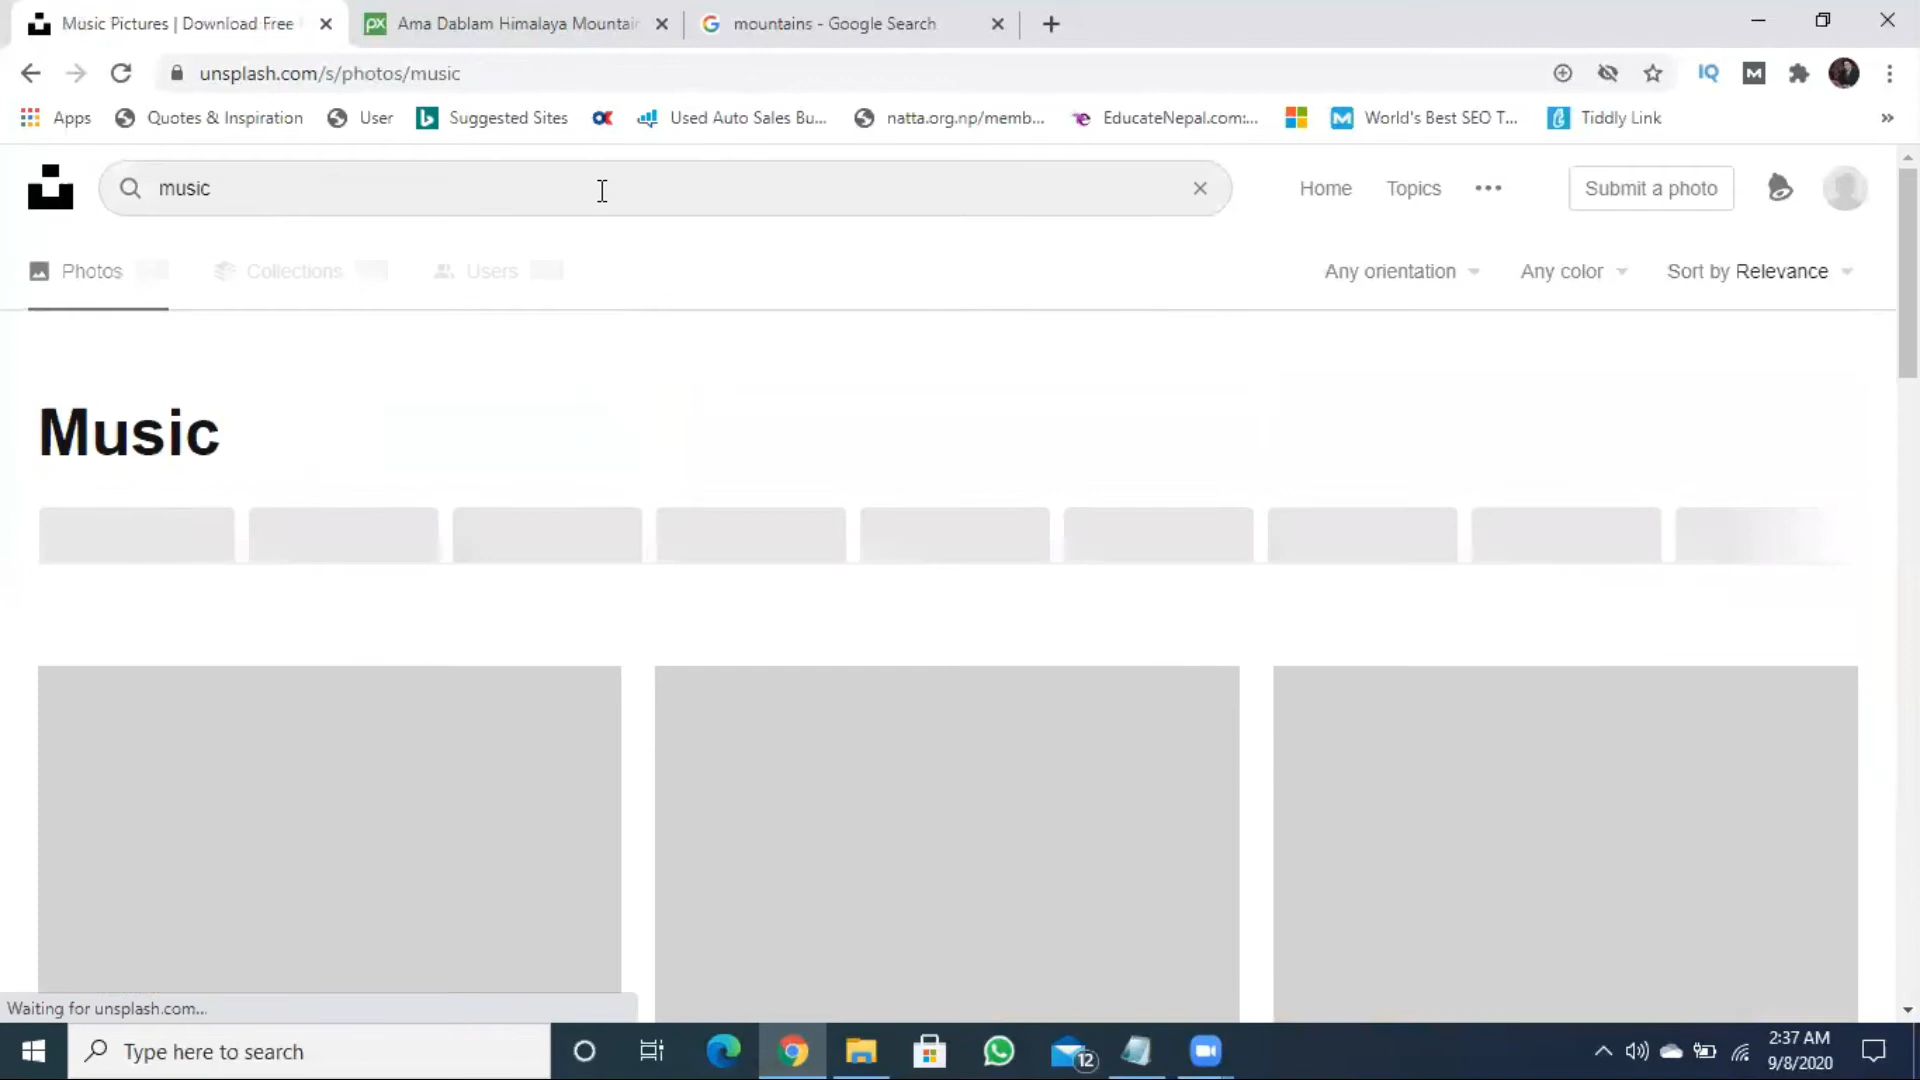 Music Pictures | Download Free
Ama Dablam Himalaya Mountain
mountains - Google Search
unsplash.com/s/photos/music
Apps
Quotes & Inspiration
User
Suggested Sites
Used Auto Sales Bu...
natta.org.np/memb...
EducateNepal.com:...
World's Best SEO T...
Tiddly Link
music
Home
Topics
Submit a photo
Photos
Collections
Users
Any orientation
Any color
Sort by Relevance
Music
Waiting for unsplash.com...
Type here to search
12
2:37 AM
9/8/2020